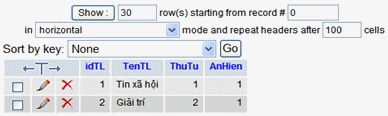 Show : 30 row(s) starting from record # 0
in horizontal mode and repeat headers after 100 cells
Sort by key: None Go
←T→ idTL TenTL ThuTu AnHien
1 Tin xã hội 1 1
2 Giải trí 2 1